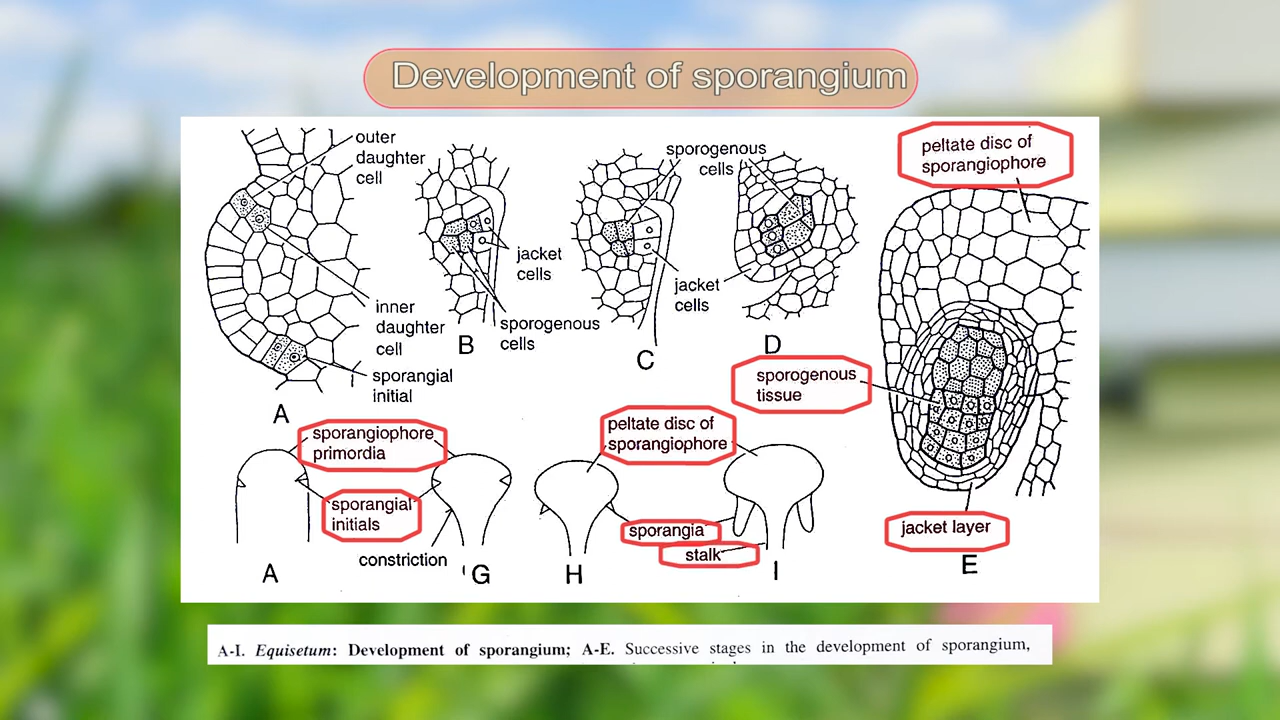 Development of sporangium
outer
daughter
cell
inner
daughter
cell
sporangial
initial
A
jacket
cells
sporogenous
cells
B
sporogenous
cells
jacket
cells
C
D
peltate disc of
sporangiophore
sporogenous
tissue
jacket layer
E
sporangiophore
primordia
sporangial
initials
constriction
A
'G
peltate disc of
sporangiophore
sporangia
stalk
H
I
A-I. Equisetum: Development of sporangium; A-E. Successive stages in the development of sporangium,